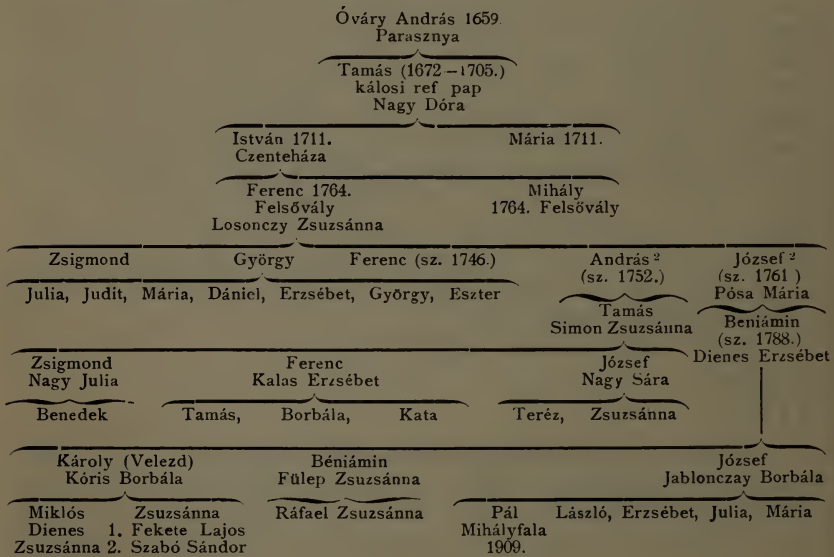 Óváry András 1659.
Parasznya
Tamás (1672–1705.)
kálosi ref pap
Nagy Dóra
István 1711. Mária 1711.
Czenteháza
Ferenc 1764. Mihály
Felsővály 1764. Felsővály
Losonczy Zsuzsánna
Zsigmond György Ferenc (sz. 1746.) András ² József ²
(sz. 1752.) (sz. 1761 )
Julia, Judit, Mária, Dániel, Erzsébet, György, Eszter Pósa Mária
Tamás Beniámin
Simon Zsuzsánna (sz. 1788.)
Zsigmond Ferenc József Dienes Erzsébet
Nagy Julia Kalas Erzsébet Nagy Sára
Benedek Tamás, Borbála, Kata Teréz, Zsuzsánna
Károly (Velezd) Béniámin József
Kóris Borbála Fülep Zsuzsánna Jablonczay Borbála
Miklós Zsuzsánna Ráfael Zsuzsánna Pál László, Erzsébet, Julia, Mária
Dienes 1. Fekete Lajos Mihályfala
Zsuzsánna 2. Szabó Sándor 1909.